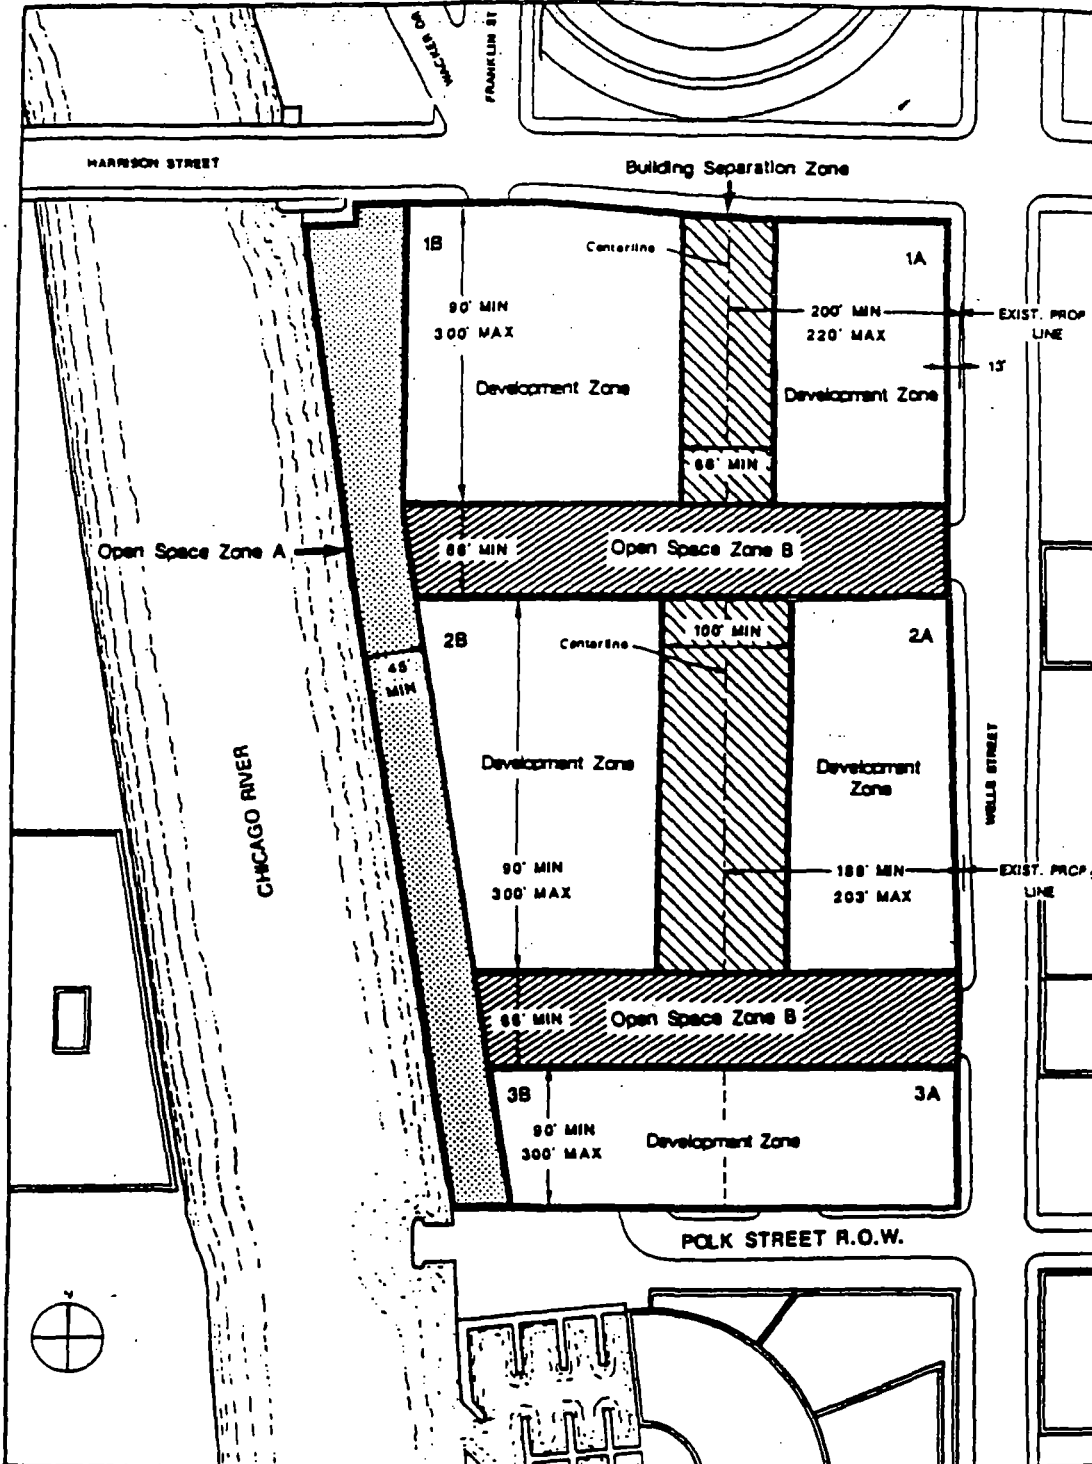 WACKER DR
FRANKLIN ST
HARRISON STREET
Building Separation Zone
1B
Centerline
1A
90' MIN
300' MAX
200' MIN
220' MAX
EXIST. PROP
LINE
13'
Development Zone
Development Zone
66' MIN
Open Space Zone A
66' MIN
Open Space Zone B
2B
Centerline
100' MIN
2A
45'
MIN
CHICAGO RIVER
Development Zone
Development
Zone
WELLS STREET
90' MIN
300' MAX
188' MIN
203' MAX
EXIST. PROP.
LINE
66' MIN
Open Space Zone B
3B
3A
90' MIN
300' MAX
Development Zone
POLK STREET R.O.W.